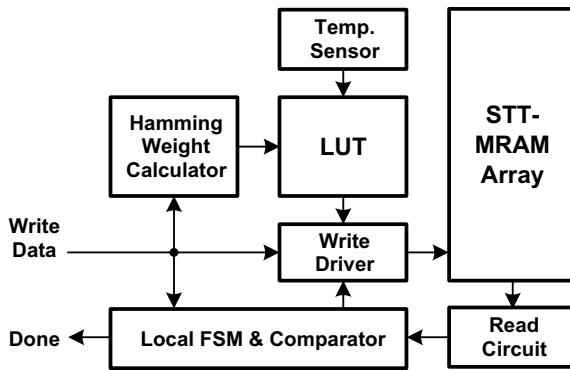 Temp.
Sensor
Hamming
Weight
Calculator
LUT
STT-
MRAM
Array
Write
Data
Write
Driver
Done
Local FSM & Comparator
Read
Circuit